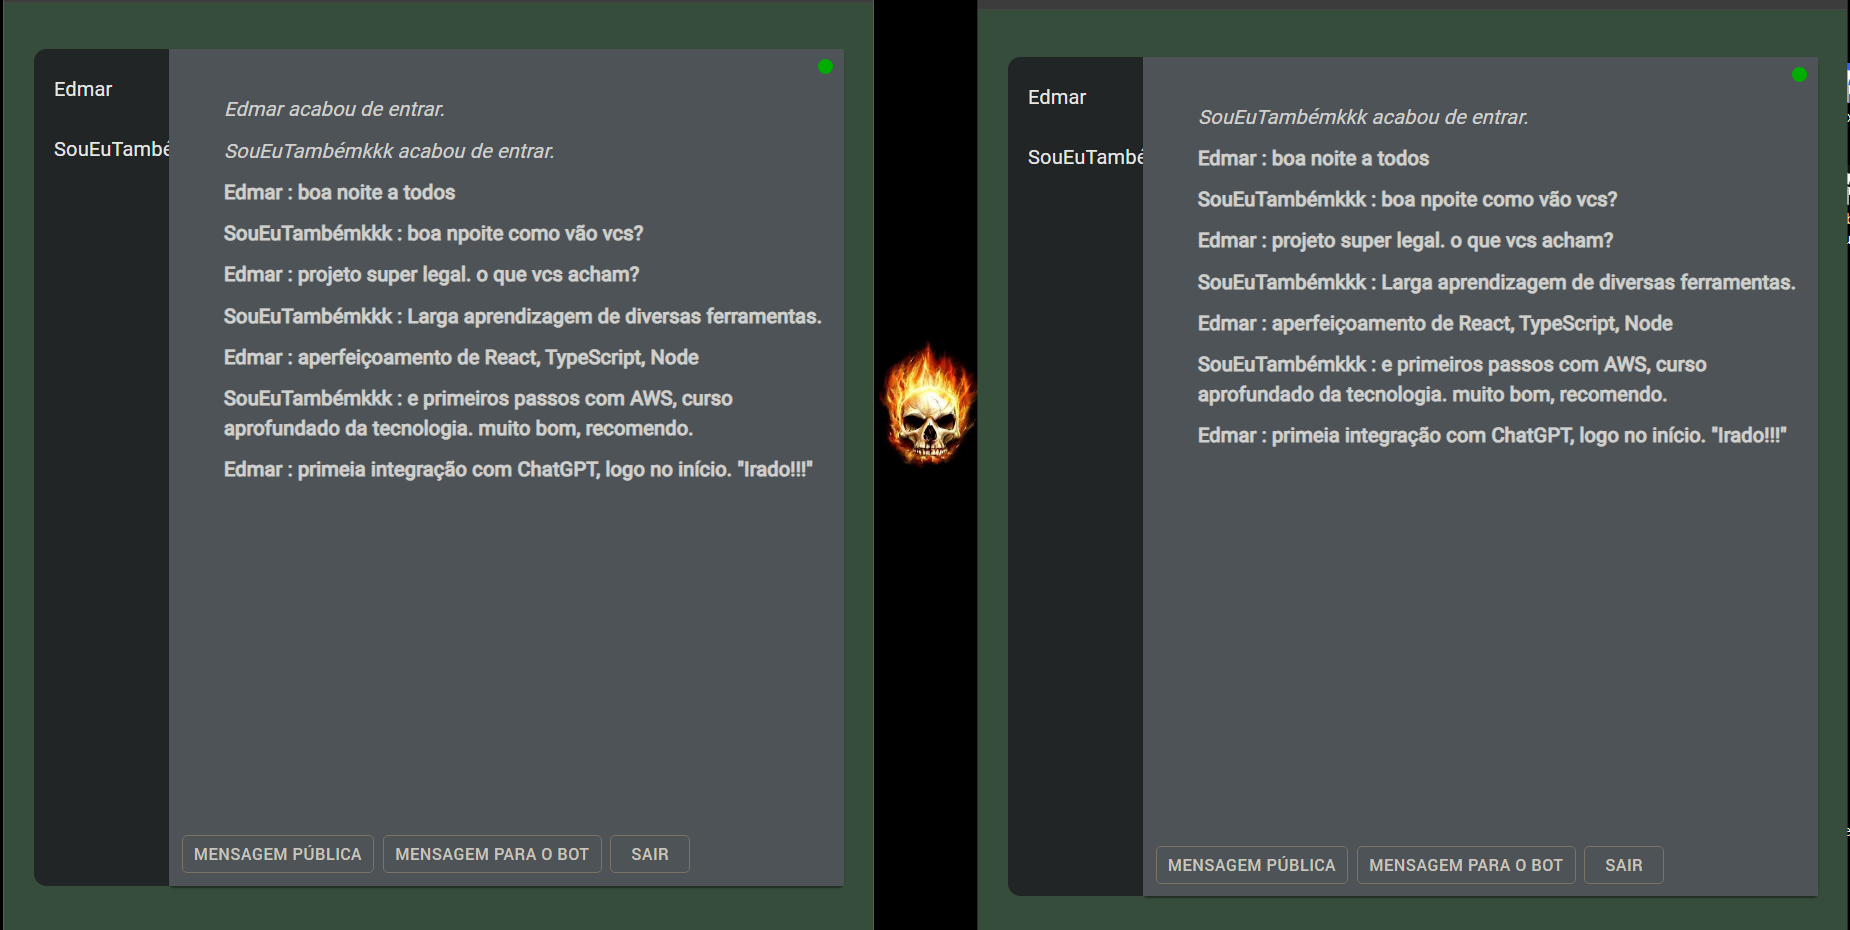 Edmar
SouEuTambé
Edmar acabou de entrar.
SouEuTambémkkk acabou de entrar.
Edmar : boa noite a todos
SouEuTambémkkk : boa npoite como vão vcs?
Edmar : projeto super legal. o que vcs acham?
SouEuTambémkkk : Larga aprendizagem de diversas ferramentas.
Edmar : aperfeiçoamento de React, TypeScript, Node
SouEuTambémkkk : e primeiros passos com AWS, curso
aprofundado da tecnologia. muito bom, recomendo.
Edmar : primeia integração com ChatGPT, logo no início. "Irado!!!"
MENSAGEM PÚBLICA
MENSAGEM PARA O BOT
SAIR
Edmar
SouEuTambé
SouEuTambémkkk acabou de entrar.
Edmar : boa noite a todos
SouEuTambémkkk : boa npoite como vão vcs?
Edmar : projeto super legal. o que vcs acham?
SouEuTambémkkk : Larga aprendizagem de diversas ferramentas.
Edmar : aperfeiçoamento de React, TypeScript, Node
SouEuTambémkkk : e primeiros passos com AWS, curso
aprofundado da tecnologia. muito bom, recomendo.
Edmar : primeia integração com ChatGPT, logo no início. "Irado!!!"
MENSAGEM PÚBLICA
MENSAGEM PARA O BOT
SAIR